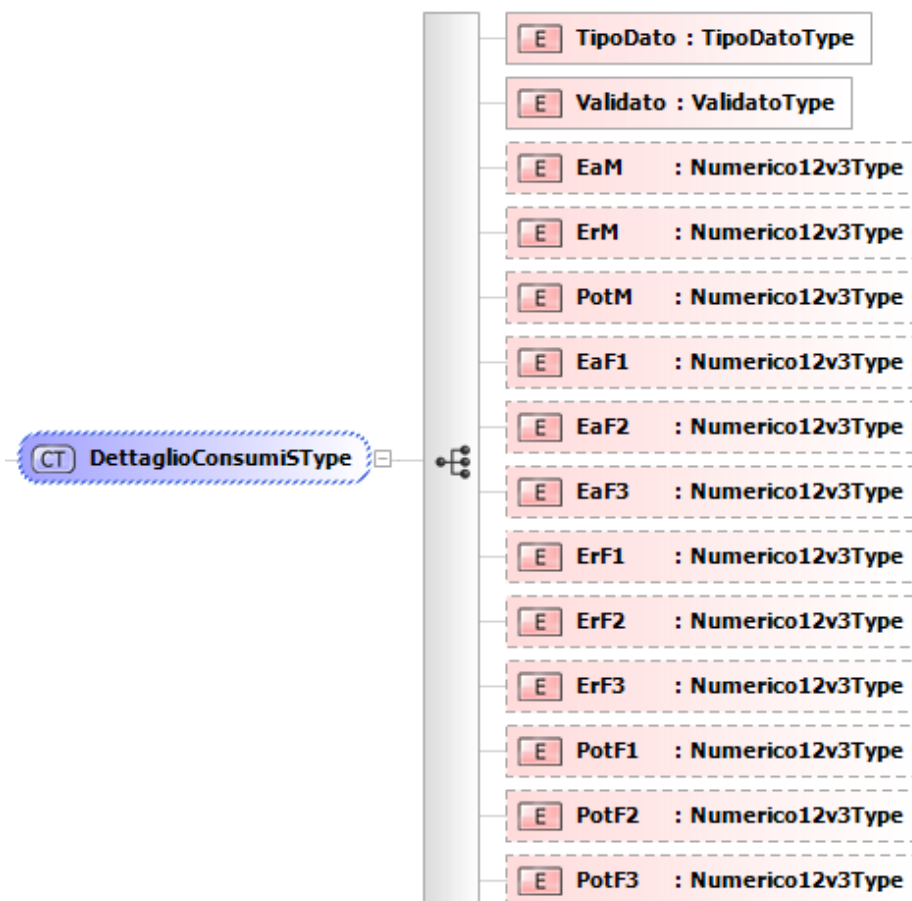 E TipoDato : TipoDatoType
E Validato : ValidatoType
E EaM : Numerico12v3Type
E ErM : Numerico12v3Type
E PotM : Numerico12v3Type
E EaF1 : Numerico12v3Type
E EaF2 : Numerico12v3Type
CT DettaglioConsumiSType
E EaF3 : Numerico12v3Type
E ErF1 : Numerico12v3Type
E ErF2 : Numerico12v3Type
E ErF3 : Numerico12v3Type
E PotF1 : Numerico12v3Type
E PotF2 : Numerico12v3Type
E PotF3 : Numerico12v3Type